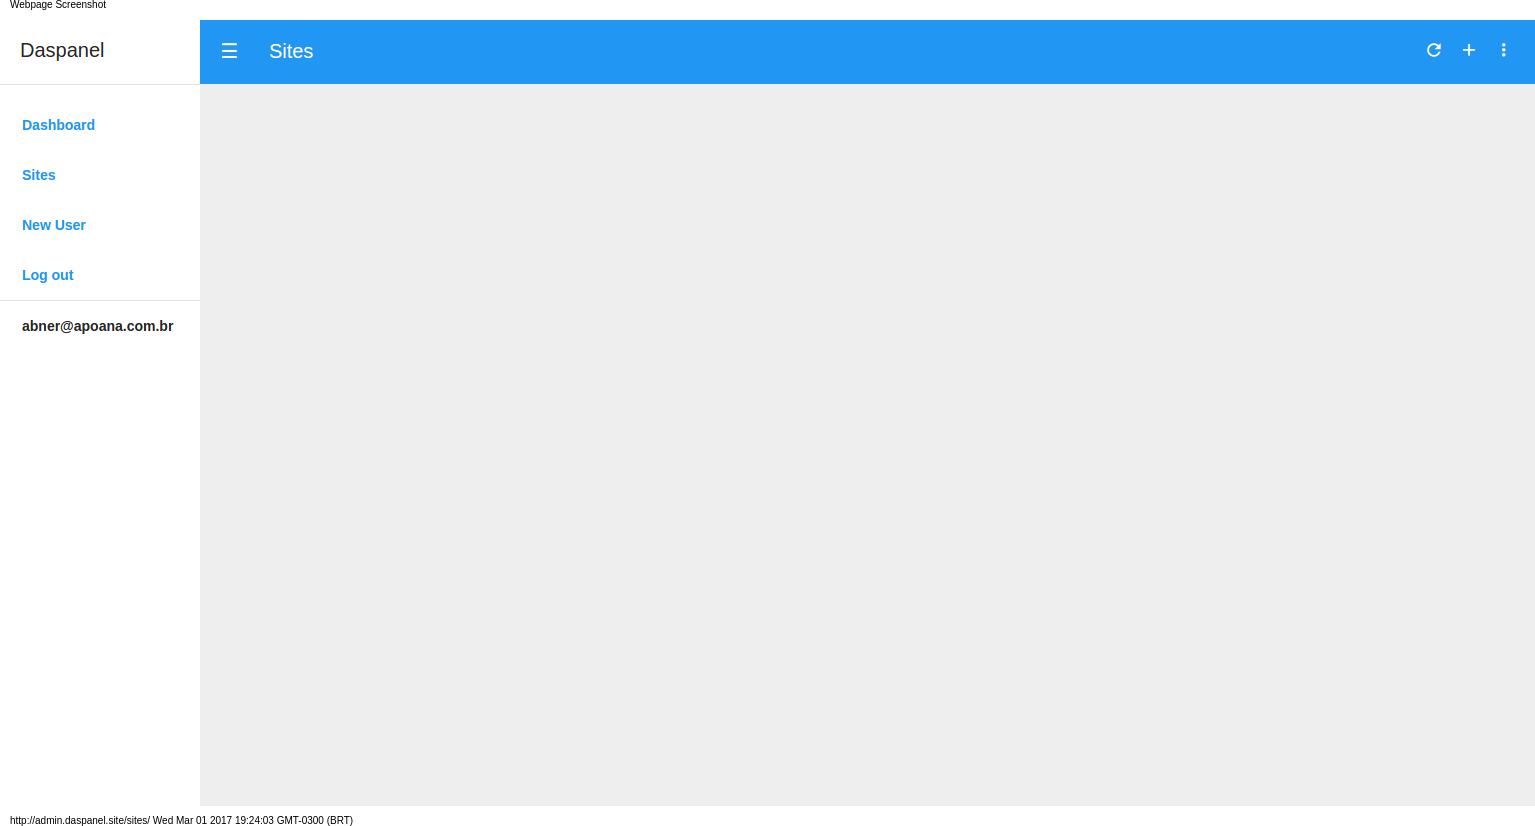 Webpage Screenshot
Daspanel
Sites
Dashboard
Sites
New User
Log out
abner@apoana.com.br
http://admin.daspanel.site/sites/ Wed Mar 01 2017 19:24:03 GMT-0300 (BRT)